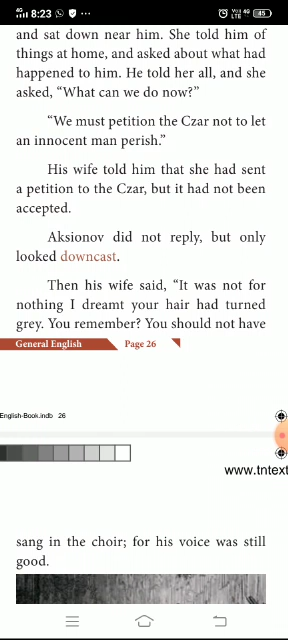 8:23
VoLTE 4G
45
and sat down near him. She told him of
things at home, and asked about what had
happened to him. He told her all, and she
asked, “What can we do now?”
“We must petition the Czar not to let
an innocent man perish.”
His wife told him that she had sent
a petition to the Czar, but it had not been
accepted.
Aksionov did not reply, but only
looked downcast.
Then his wife said, “It was not for
nothing I dreamt your hair had turned
grey. You remember? You should not have
General English Page 26
English-Book.indb 26
www.tntext
sang in the choir; for his voice was still
good.